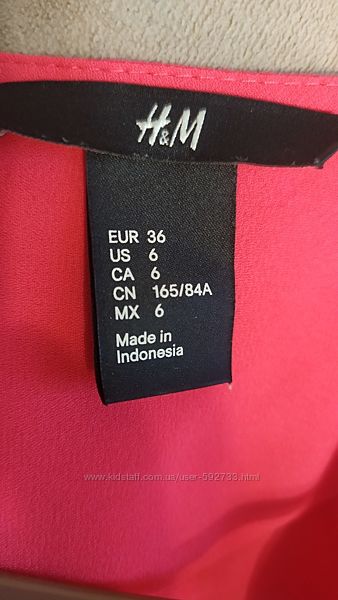 H&M
EUR 36
US 6
CA 6
CN 165/84A
MX 6
Made in
Indonesia
www.kidstaff.com.ua/user-592733.html